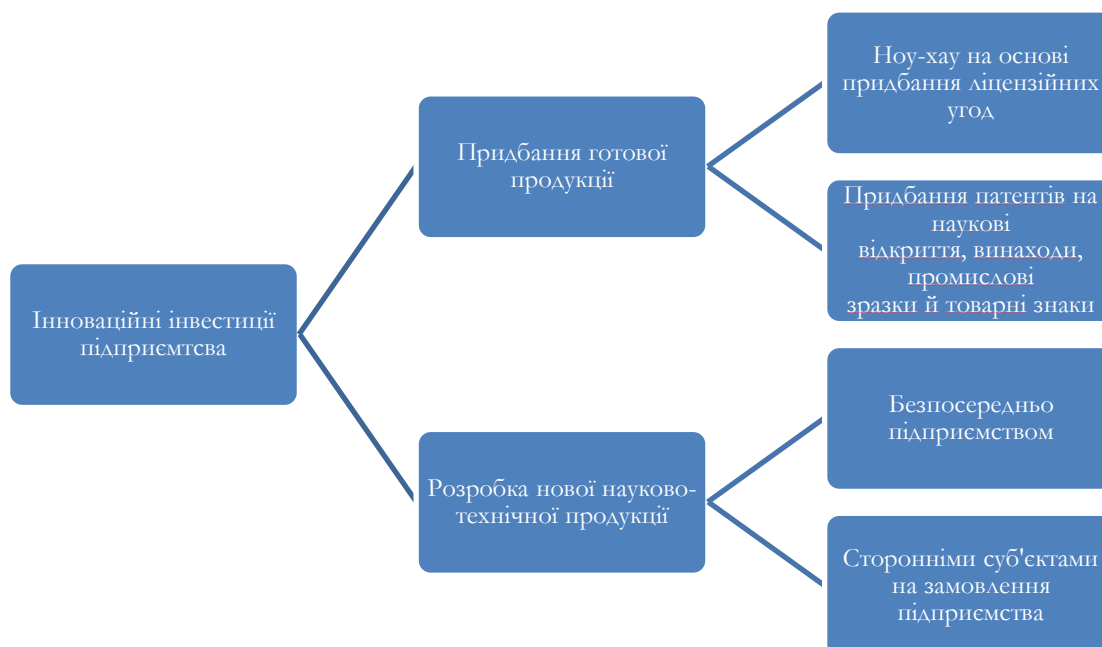 Інноваційні інвестиції
підприємтсва
Придбання готової
продукції
Ноу-хау на основі
придбання ліцензійних
угод
Придбання патентів на
наукові
відкриття, винаходи,
промислові
зразки й товарні знаки
Розробка нової науково-
технічної продукції
Безпосередньо
підприємством
Сторонніми суб'єктами
на замовлення
підприємства